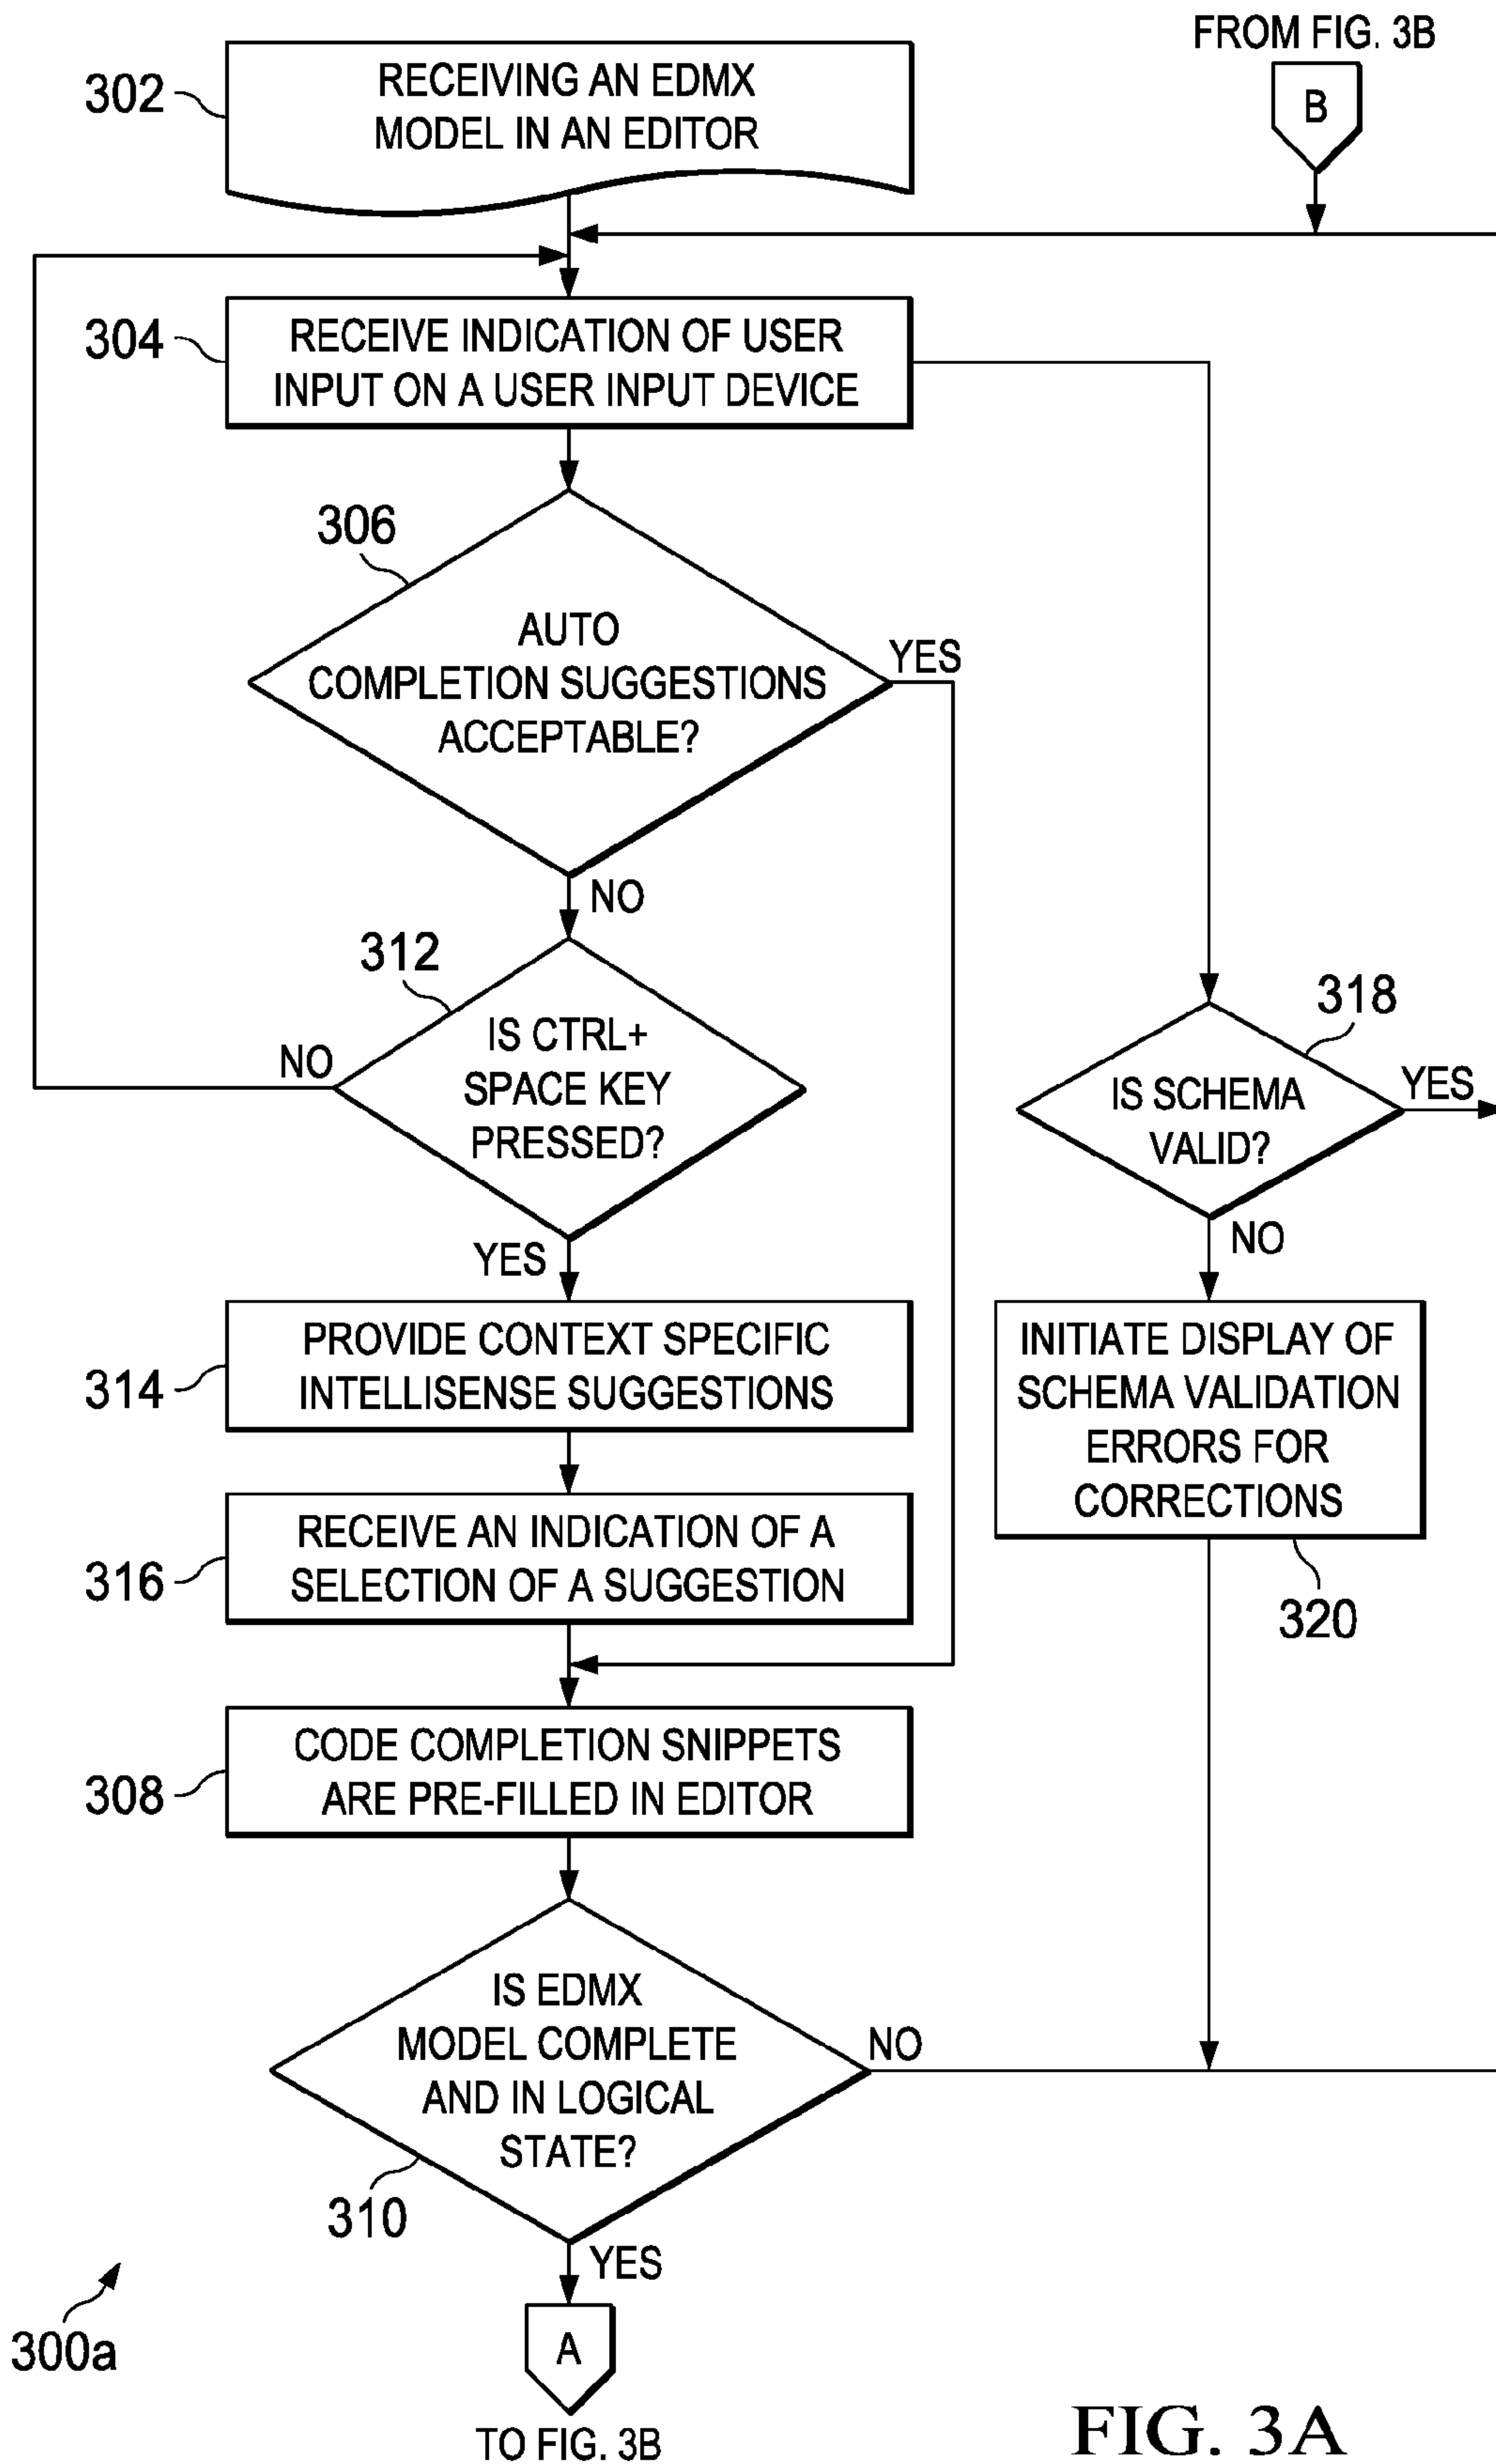 FROM FIG. 3B
B
302
RECEIVING AN EDMX
MODEL IN AN EDITOR
304
RECEIVE INDICATION OF USER
INPUT ON A USER INPUT DEVICE
306
AUTO
COMPLETION SUGGESTIONS
ACCEPTABLE?
YES
NO
312
IS CTRL+
SPACE KEY
PRESSED?
NO
YES
318
IS SCHEMA
VALID?
YES
NO
314
PROVIDE CONTEXT SPECIFIC
INTELLISENSE SUGGESTIONS
INITIATE DISPLAY OF
SCHEMA VALIDATION
ERRORS FOR
CORRECTIONS
320
316
RECEIVE AN INDICATION OF A
SELECTION OF A SUGGESTION
308
CODE COMPLETION SNIPPETS
ARE PRE-FILLED IN EDITOR
IS EDMX
MODEL COMPLETE
AND IN LOGICAL
STATE?
NO
310
YES
300a
A
TO FIG. 3B
FIG. 3A